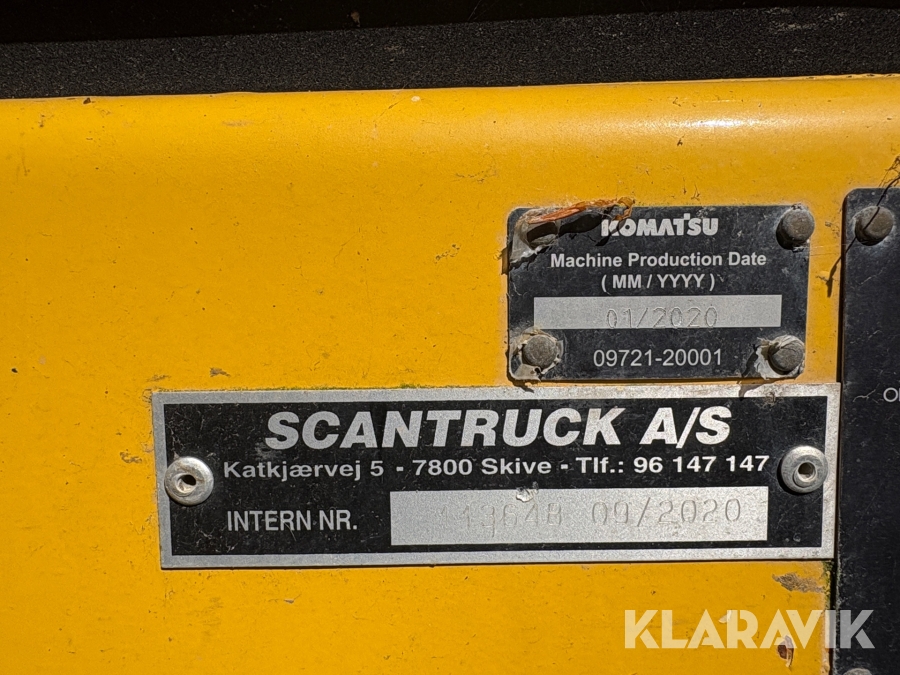 KOMATSU
Machine Production Date
( MM / YYYY )
01/2020
09721-20001
SCANTRUCK A/S
Katkjærvej 5 - 7800 Skive - Tlf.: 96 147 147
INTERN NR.
09/2020
KLARAVIK